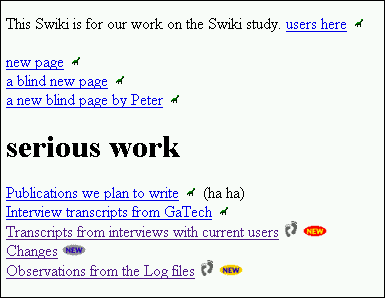 This Swiki is for our work on the Swiki study. users here
new page
a blind new page
a new blind page by Peter
serious work
Publications we plan to write (ha ha)
Interview transcripts from GaTech
Transcripts from interviews with current users NEW
Changes NEW
Observations from the Log files NEW